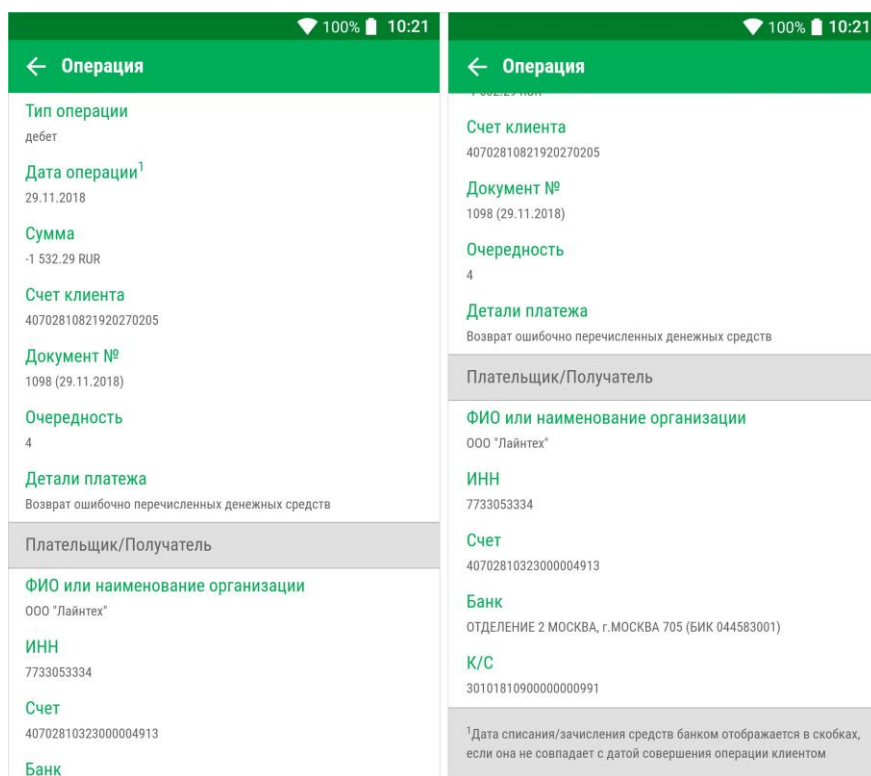 100% 10:21
Операция
Тип операции
дебет
Дата операции1
29.11.2018
Сумма
-1 532.29 RUR
Счет клиента
40702810821920270205
Документ №
1098 (29.11.2018)
Очередность
4
Детали платежа
Возврат ошибочно перечисленных денежных средств
Плательщик/Получатель
ФИО или наименование организации
ООО "Лайнтех"
ИНН
7733053334
Счет
40702810323000004913
Банк
100% 10:21
Операция
-1 532.29 RUR
Счет клиента
40702810821920270205
Документ №
1098 (29.11.2018)
Очередность
4
Детали платежа
Возврат ошибочно перечисленных денежных средств
Плательщик/Получатель
ФИО или наименование организации
ООО "Лайнтех"
ИНН
7733053334
Счет
40702810323000004913
Банк
ОТДЕЛЕНИЕ 2 МОСКВА, г.МОСКВА 705 (БИК 044583001)
К/С
30101810900000000991
1Дата списания/зачисления средств банком отображается в скобках,
если она не совпадает с датой совершения операции клиентом